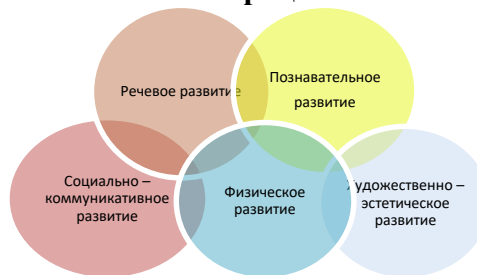 Речевое развитие
Познавательное
развитие
Социально –
коммуникативное
развитие
Физическое
развитие
Художественно –
эстетическое
развитие